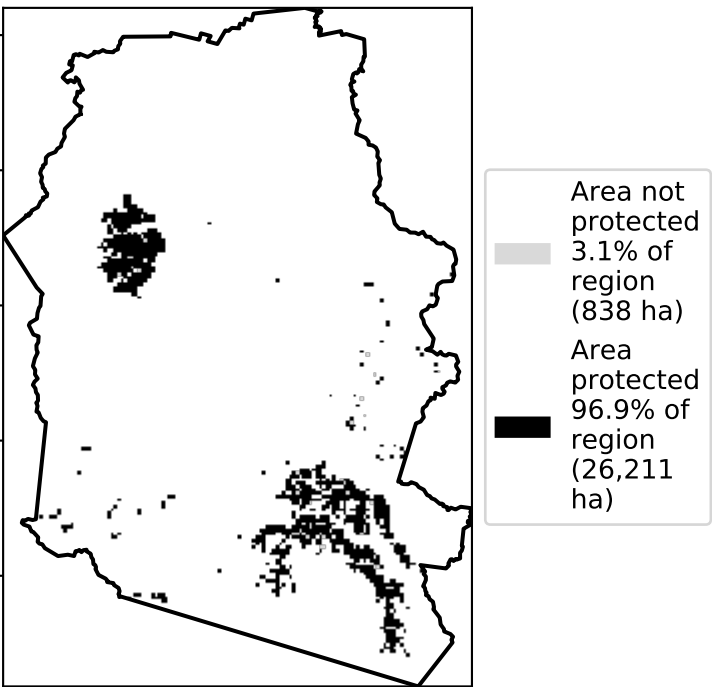 Area not
protected
3.1% of
region
(838 ha)
Area
protected
96.9% of
region
(26,211
ha)